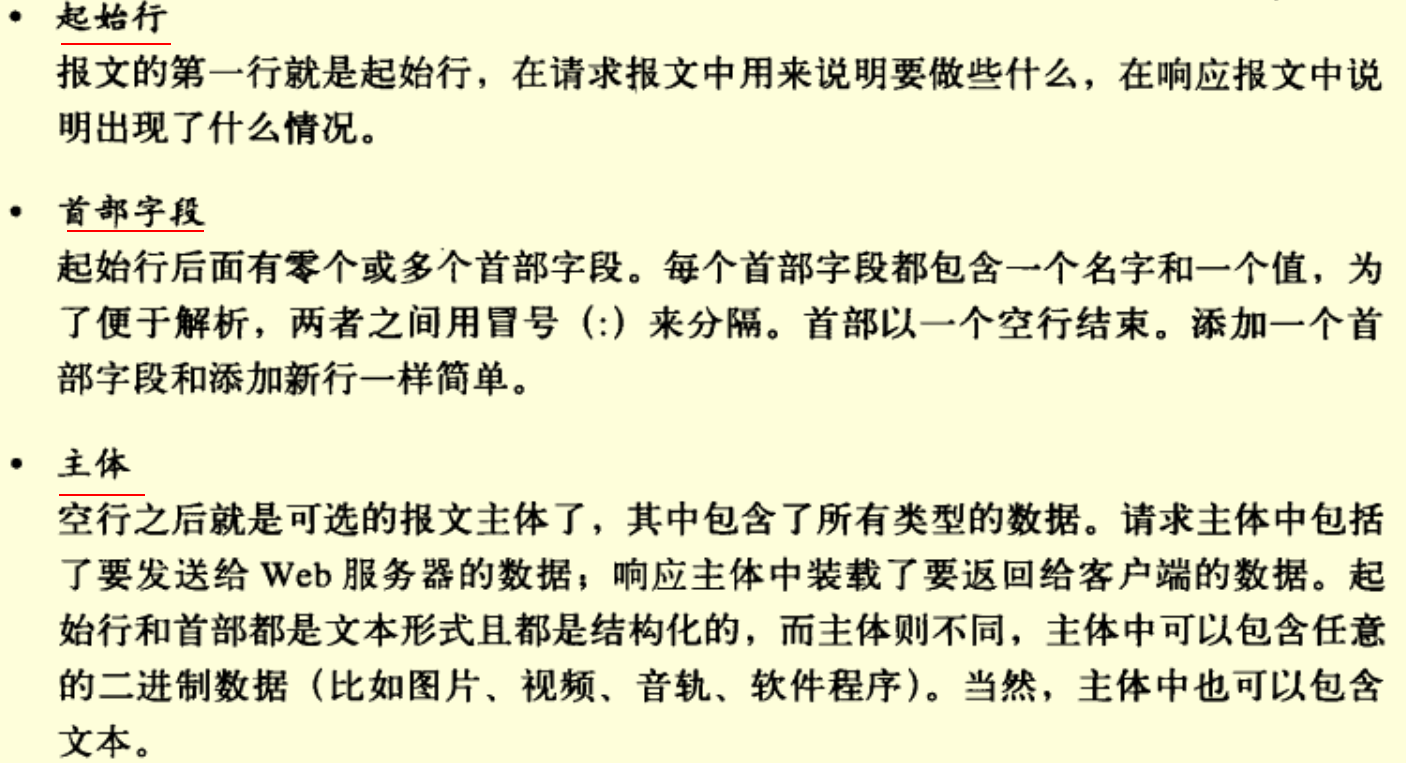 • 起始行
报文的第一行就是起始行，在请求报文中用来说明要做些什么，在响应报文中说
明出现了什么情况。
• 首部字段
起始行后面有零个或多个首部字段。每个首部字段都包含一个名字和一个值，为
了便于解析，两者之间用冒号（:）来分隔。首部以一个空行结束。添加一个首
部字段和添加新行一样简单。
• 主体
空行之后就是可选的报文主体了，其中包含了所有类型的数据。请求主体中包括
了要发送给 Web 服务器的数据；响应主体中装载了要返回给客户端的数据。起
始行和首部都是文本形式且都是结构化的，而主体则不同，主体中可以包含任意
的二进制数据（比如图片、视频、音轨、软件程序）。当然，主体中也可以包含
文本。